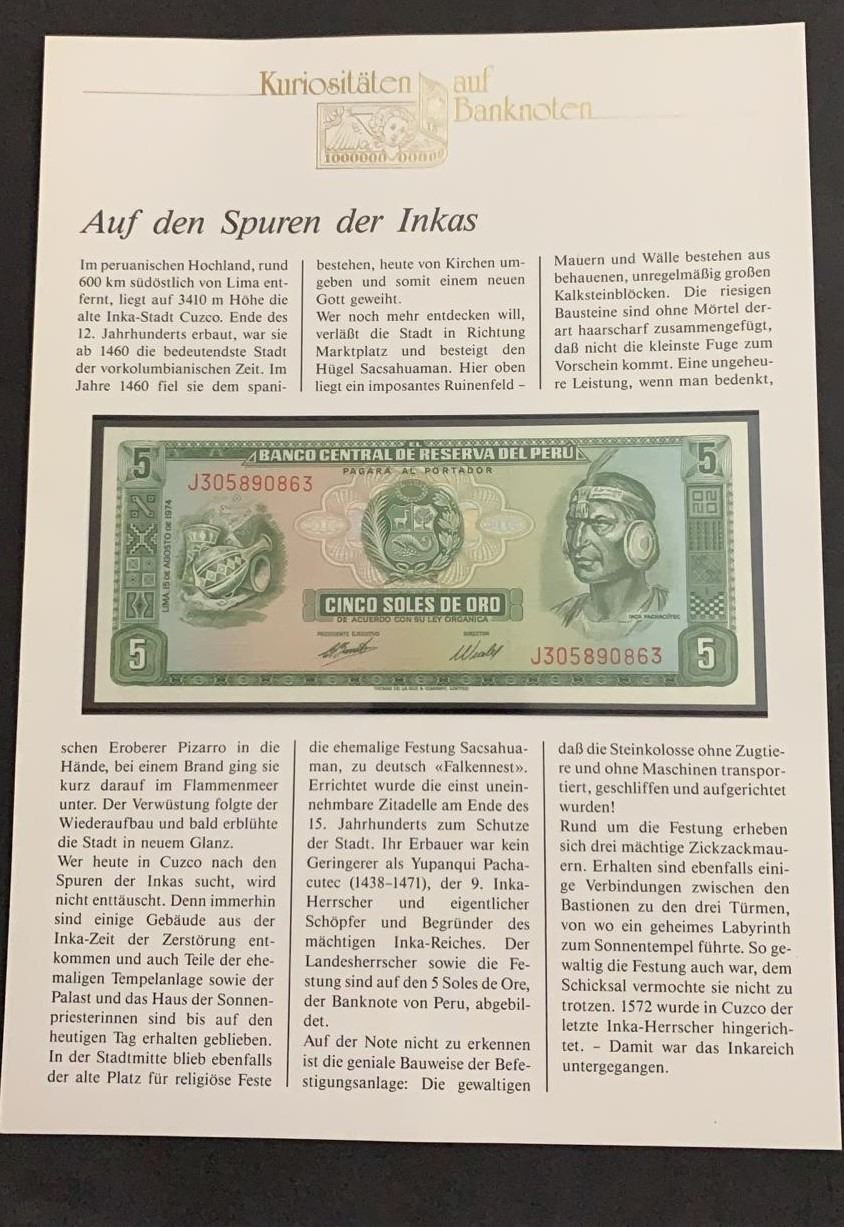 Kuriositäten auf
Banknoten
1000000 0000
Auf den Spuren der Inkas
Im peruanischen Hochland, rund
600 km südöstlich von Lima ent-
fernt, liegt auf 3410 m Höhe die
alte Inka-Stadt Cuzco. Ende des
12. Jahrhunderts erbaut, war sie
ab 1460 die bedeutendste Stadt
der vorkolumbianischen Zeit. Im
Jahre 1460 fiel sie dem spani-
bestehen, heute von Kirchen um-
geben und somit einem neuen
Gott geweiht.
Wer noch mehr entdecken will,
verläßt die Stadt in Richtung
Marktplatz und besteigt den
Hügel Sacsahuaman. Hier oben
liegt ein imposantes Ruinenfeld –
Mauern und Wälle bestehen aus
behauenen, unregelmäßig großen
Kalksteinblöcken. Die riesigen
Bausteine sind ohne Mörtel der-
art haarscharf zusammengefügt,
daß nicht die kleinste Fuge zum
Vorschein kommt. Eine ungeheu-
re Leistung, wenn man bedenkt,
EL
BANCO CENTRAL DE RESERVA DEL PERU
PAGARA AL PORTADOR
5
5
J305890863
LIMA, 15 DE AGOSTO DE 1974
CINCO SOLES DE ORO
DE ACUERDO CON SU LEY ORGANICA
INCA PACHACUTEC
PRESIDENTE EJECUTIVO
DIRECTOR
J305890863
5
5
THOMAS DE LA RUE & COMPANY, LIMITED
schen Eroberer Pizarro in die
Hände, bei einem Brand ging sie
kurz darauf im Flammenmeer
unter. Der Verwüstung folgte der
Wiederaufbau und bald erblühte
die Stadt in neuem Glanz.
Wer heute in Cuzco nach den
Spuren der Inkas sucht, wird
nicht enttäuscht. Denn immerhin
sind einige Gebäude aus der
Inka-Zeit der Zerstörung ent-
kommen und auch Teile der ehe-
maligen Tempelanlage sowie der
Palast und das Haus der Sonnen-
priesterinnen sind bis auf den
heutigen Tag erhalten geblieben.
In der Stadtmitte blieb ebenfalls
der alte Platz für religiöse Feste
die ehemalige Festung Sacsahua-
man, zu deutsch «Falkennest».
Errichtet wurde die einst unein-
nehmbare Zitadelle am Ende des
15. Jahrhunderts zum Schutze
der Stadt. Ihr Erbauer war kein
Geringerer als Yupanqui Pacha-
cutec (1438–1471), der 9. Inka-
Herrscher und eigentlicher
Schöpfer und Begründer des
mächtigen Inka-Reiches. Der
Landesherrscher sowie die Fe-
stung sind auf den 5 Soles de Ore,
der Banknote von Peru, abgebil-
det.
Auf der Note nicht zu erkennen
ist die geniale Bauweise der Befe-
stigungsanlage: Die gewaltigen
daß die Steinkolosse ohne Zugtie-
re und ohne Maschinen transpor-
tiert, geschliffen und aufgerichtet
wurden!
Rund um die Festung erheben
sich drei mächtige Zickzackmau-
ern. Erhalten sind ebenfalls eini-
ge Verbindungen zwischen den
Bastionen zu den drei Türmen,
von wo ein geheimes Labyrinth
zum Sonnentempel führte. So ge-
waltig die Festung auch war, dem
Schicksal vermochte sie nicht zu
trotzen. 1572 wurde in Cuzco der
letzte Inka-Herrscher hingerich-
tet. – Damit war das Inkareich
untergegangen.